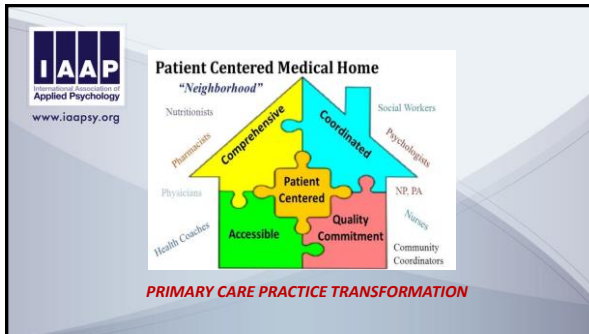 IAAP
International Association of
Applied Psychology
www.iaapsy.org
Patient Centered Medical Home
"Neighborhood"
Nutritionists
Pharmacists
Physicians
Health Coaches
Comprehensive
Coordinated
Patient
Centered
Accessible
Quality
Commitment
Social Workers
Psychologists
NP, PA
Nurses
Community
Coordinators
PRIMARY CARE PRACTICE TRANSFORMATION